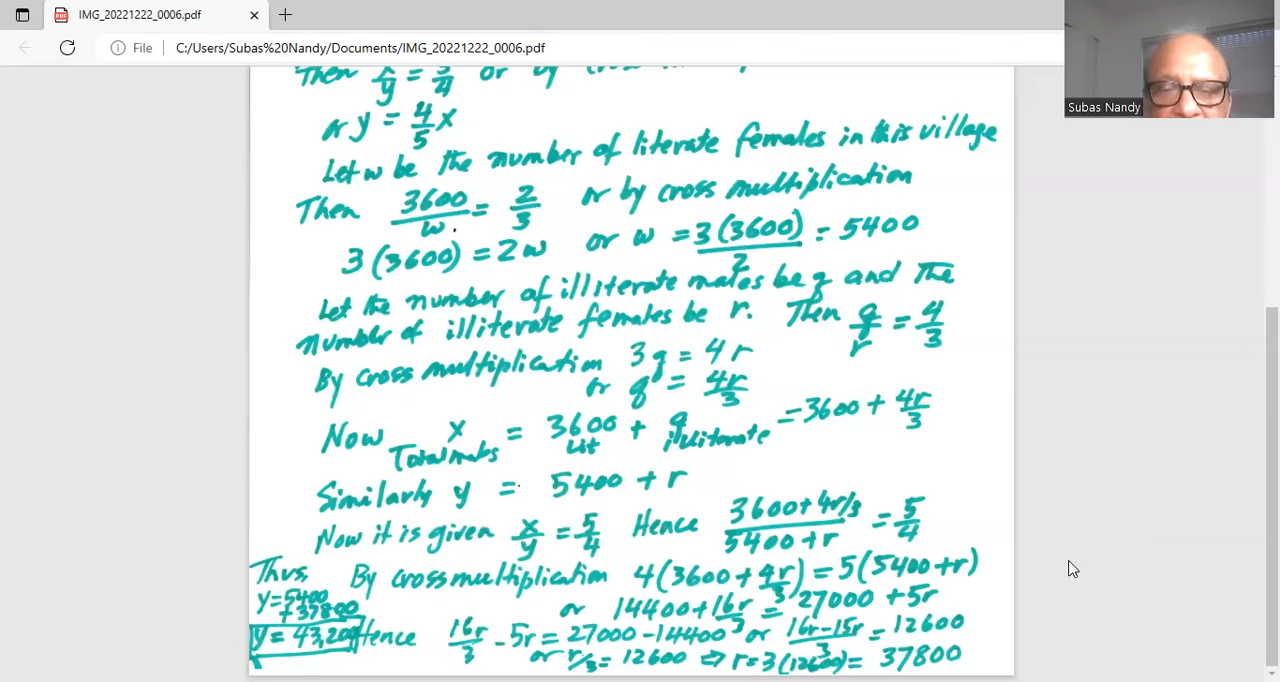 IMG_20221222_0006.pdf
File C:/Users/Subas%20Nandy/Documents/IMG_20221222_0006.pdf
Subas Nandy
Then x/y = 5/4 or by
or y = 4/5 x
Let w be the number of literate females in this village
Then 3600/w = 2/3 or by cross multiplication
3(3600) = 2w or w = 3(3600)/2 = 5400
Let the number of illiterate males be q and the
number of illiterate females be r. Then q/r = 4/3
By cross multiplication 3q = 4r
or q = 4r/3
Now x = 3600 + q = 3600 + 4r/3
Total males Lit illiterate
Similarly y = 5400 + r
Now it is given x/y = 5/4 Hence (3600+4r/3)/(5400+r) = 5/4
By cross multiplication 4(3600+4r/3) = 5(5400+r)
or 14400+16r/3 = 27000+5r
Hence 16r/3 - 5r = 27000-14400 or (16r-15r)/3 = 12600
or r/3 = 12600 ⇒ r = 3(12600) = 37800
Thus,
y = 5400
+37800
y = 43,200